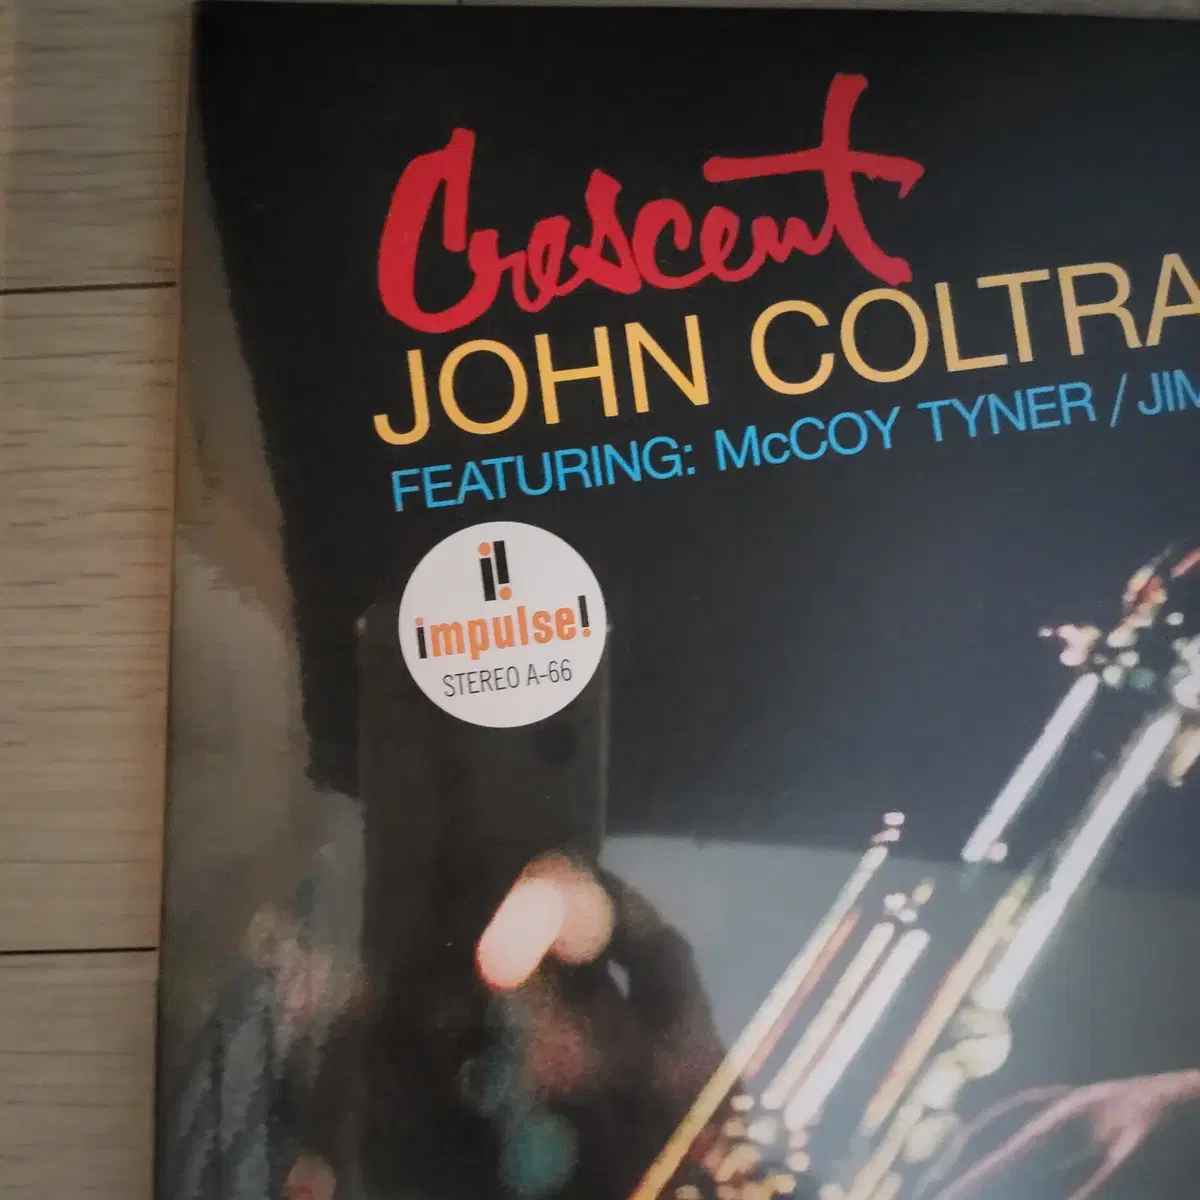 Crescent
JOHN COLTRA
FEATURING: McCOY TYNER / JIM
i!
impulse!
STEREO A-66